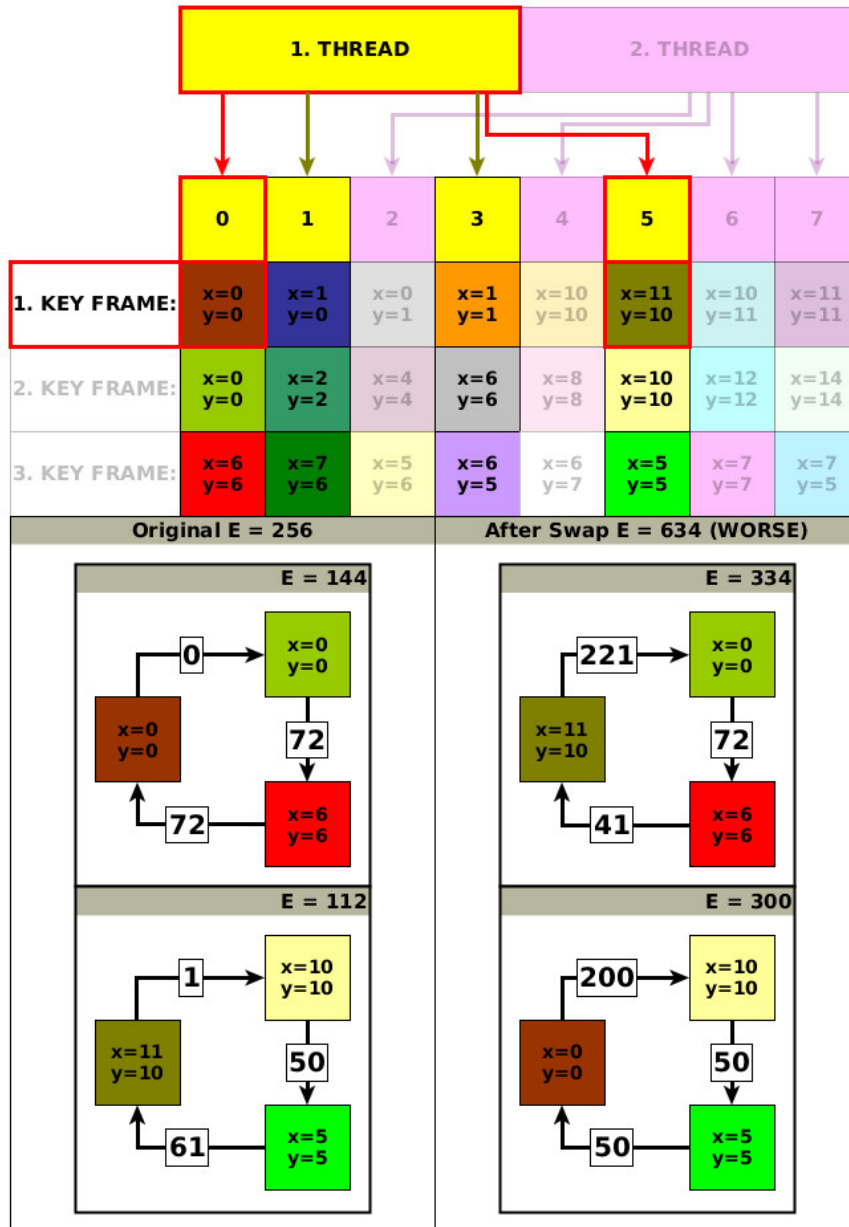 1. THREAD 2. THREAD
0 1 2 3 4 5 6 7
1. KEY FRAME: x=0 x=1 x=0 x=1 x=10 x=11 x=10 x=11
y=0 y=0 y=1 y=1 y=10 y=10 y=11 y=11
2. KEY FRAME: x=0 x=2 x=4 x=6 x=8 x=10 x=12 x=14
y=0 y=2 y=4 y=6 y=8 y=10 y=12 y=14
3. KEY FRAME: x=6 x=7 x=5 x=6 x=6 x=5 x=7 x=7
y=6 y=6 y=6 y=5 y=7 y=5 y=7 y=5
Original E = 256
E = 144
0
x=0
y=0
x=0
y=0
72
72
x=6
y=6
E = 112
1
x=10
y=10
x=11
y=10
50
61
x=5
y=5
After Swap E = 634 (WORSE)
E = 334
221
x=0
y=0
x=11
y=10
72
41
x=6
y=6
E = 300
200
x=10
y=10
x=0
y=0
50
50
x=5
y=5